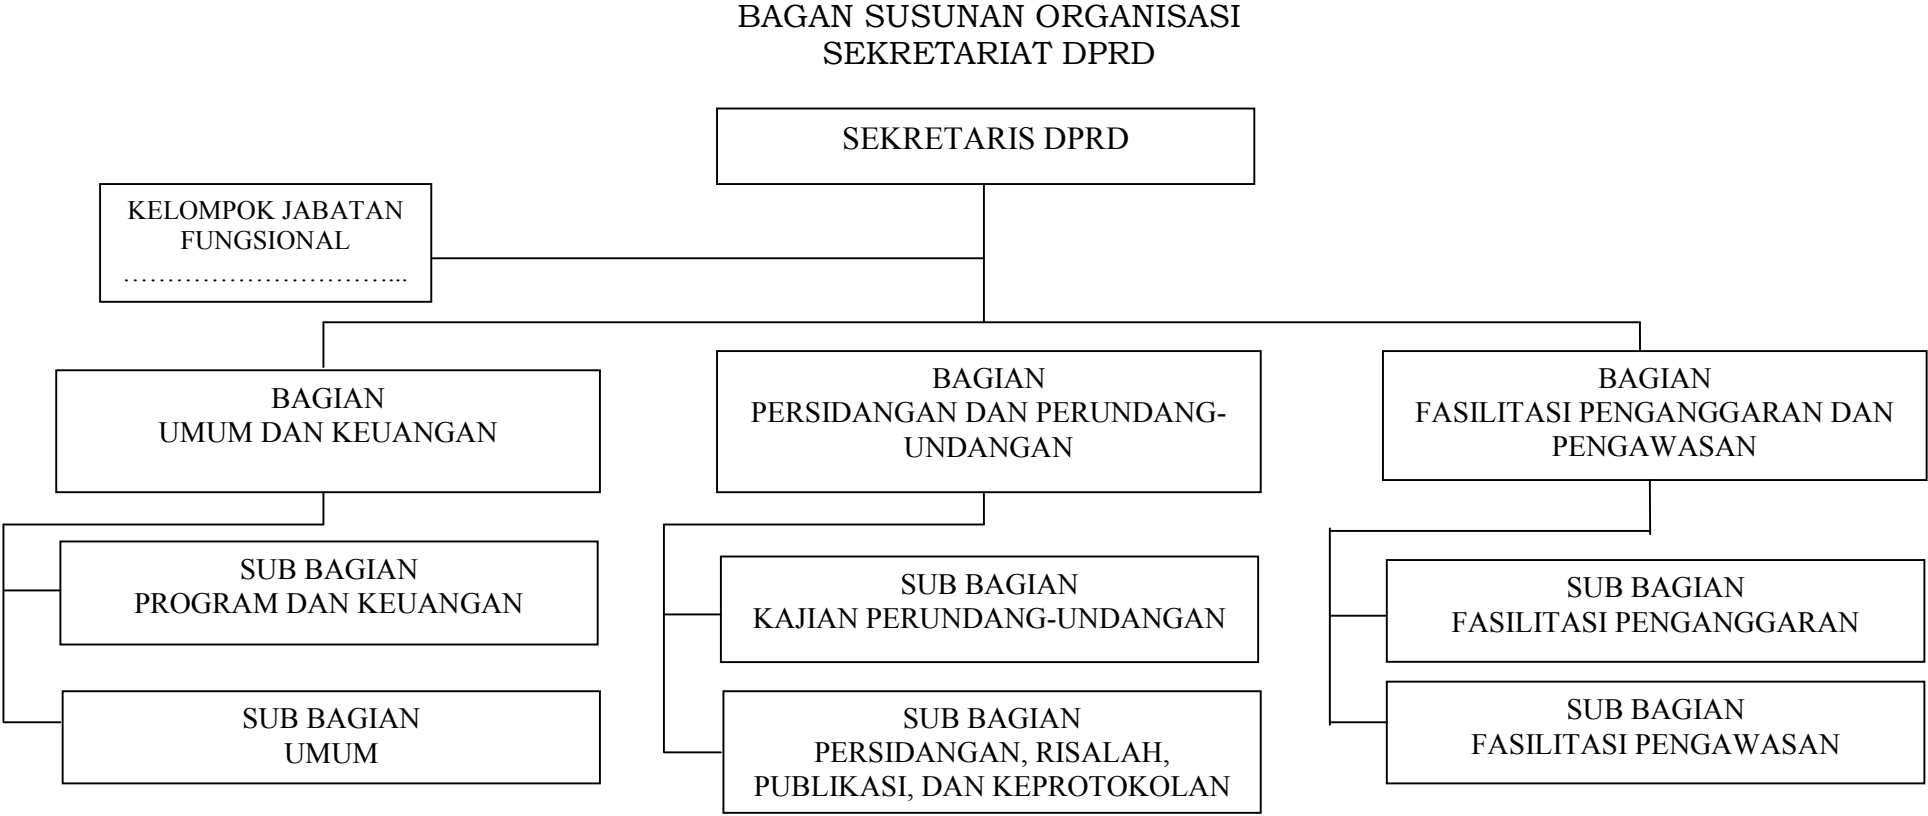 BAGAN SUSUNAN ORGANISASI
SEKRETARIAT DPRD
SEKRETARIS DPRD
KELOMPOK JABATAN
FUNGSIONAL
…………………………...
BAGIAN
UMUM DAN KEUANGAN
BAGIAN
PERSIDANGAN DAN PERUNDANG-
UNDANGAN
BAGIAN
FASILITASI PENGANGGARAN DAN
PENGAWASAN
SUB BAGIAN
PROGRAM DAN KEUANGAN
SUB BAGIAN
KAJIAN PERUNDANG-UNDANGAN
SUB BAGIAN
FASILITASI PENGANGGARAN
SUB BAGIAN
UMUM
SUB BAGIAN
PERSIDANGAN, RISALAH,
PUBLIKASI, DAN KEPROTOKOLAN
SUB BAGIAN
FASILITASI PENGAWASAN